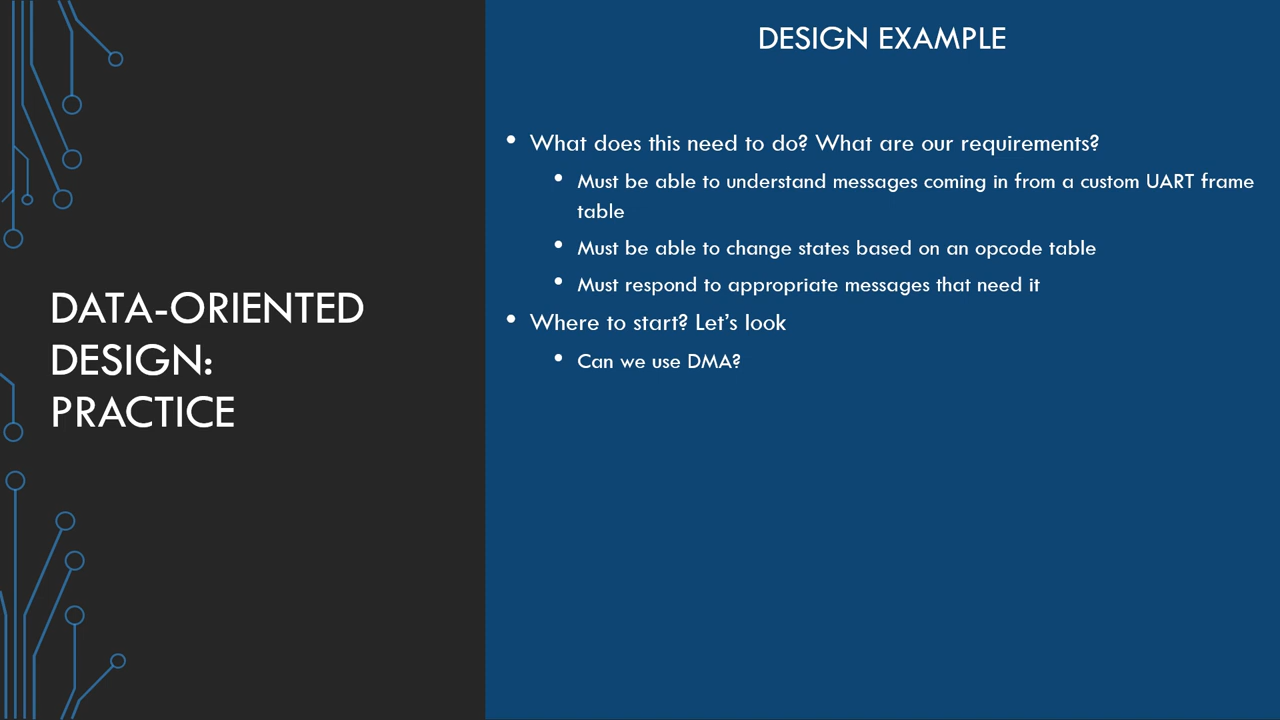 DATA-ORIENTED
DESIGN:
PRACTICE
DESIGN EXAMPLE
• What does this need to do? What are our requirements?
• Must be able to understand messages coming in from a custom UART frame
table
• Must be able to change states based on an opcode table
• Must respond to appropriate messages that need it
• Where to start? Let’s look
• Can we use DMA?